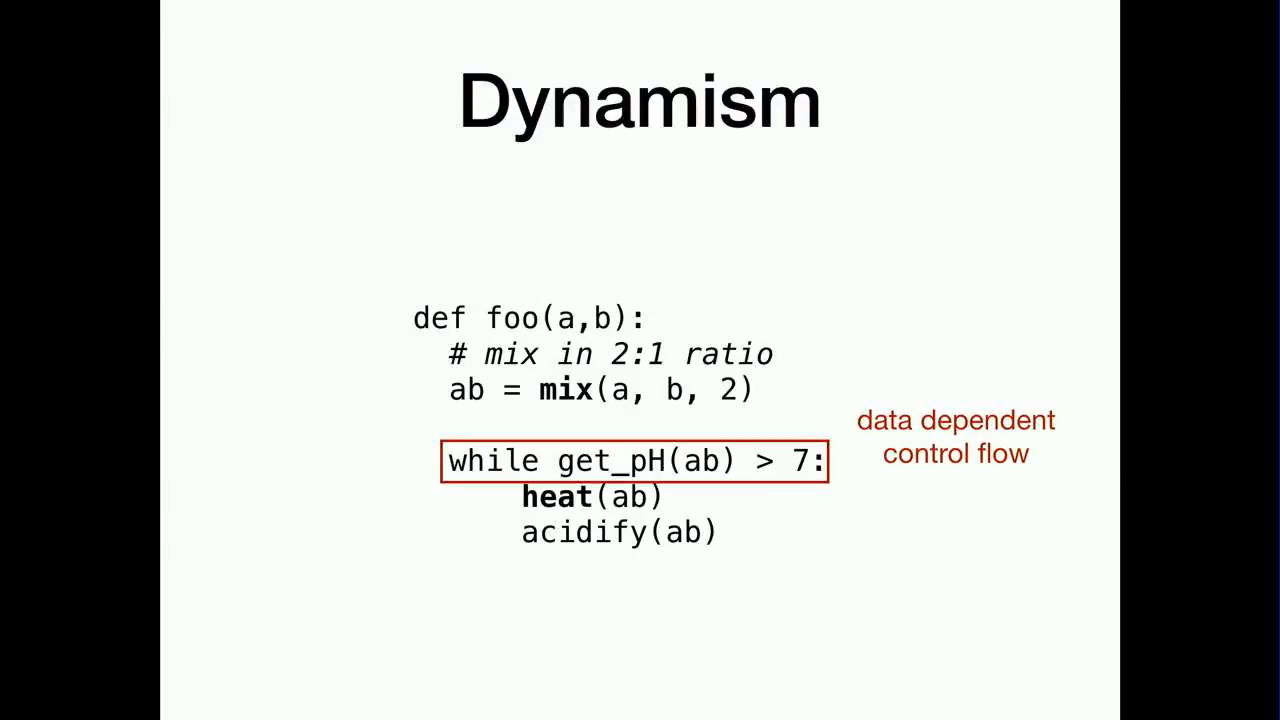 Dynamism
def foo(a,b):
# mix in 2:1 ratio
ab = mix(a, b, 2)
while get_pH(ab) > 7:
heat(ab)
acidify(ab)
data dependent
control flow